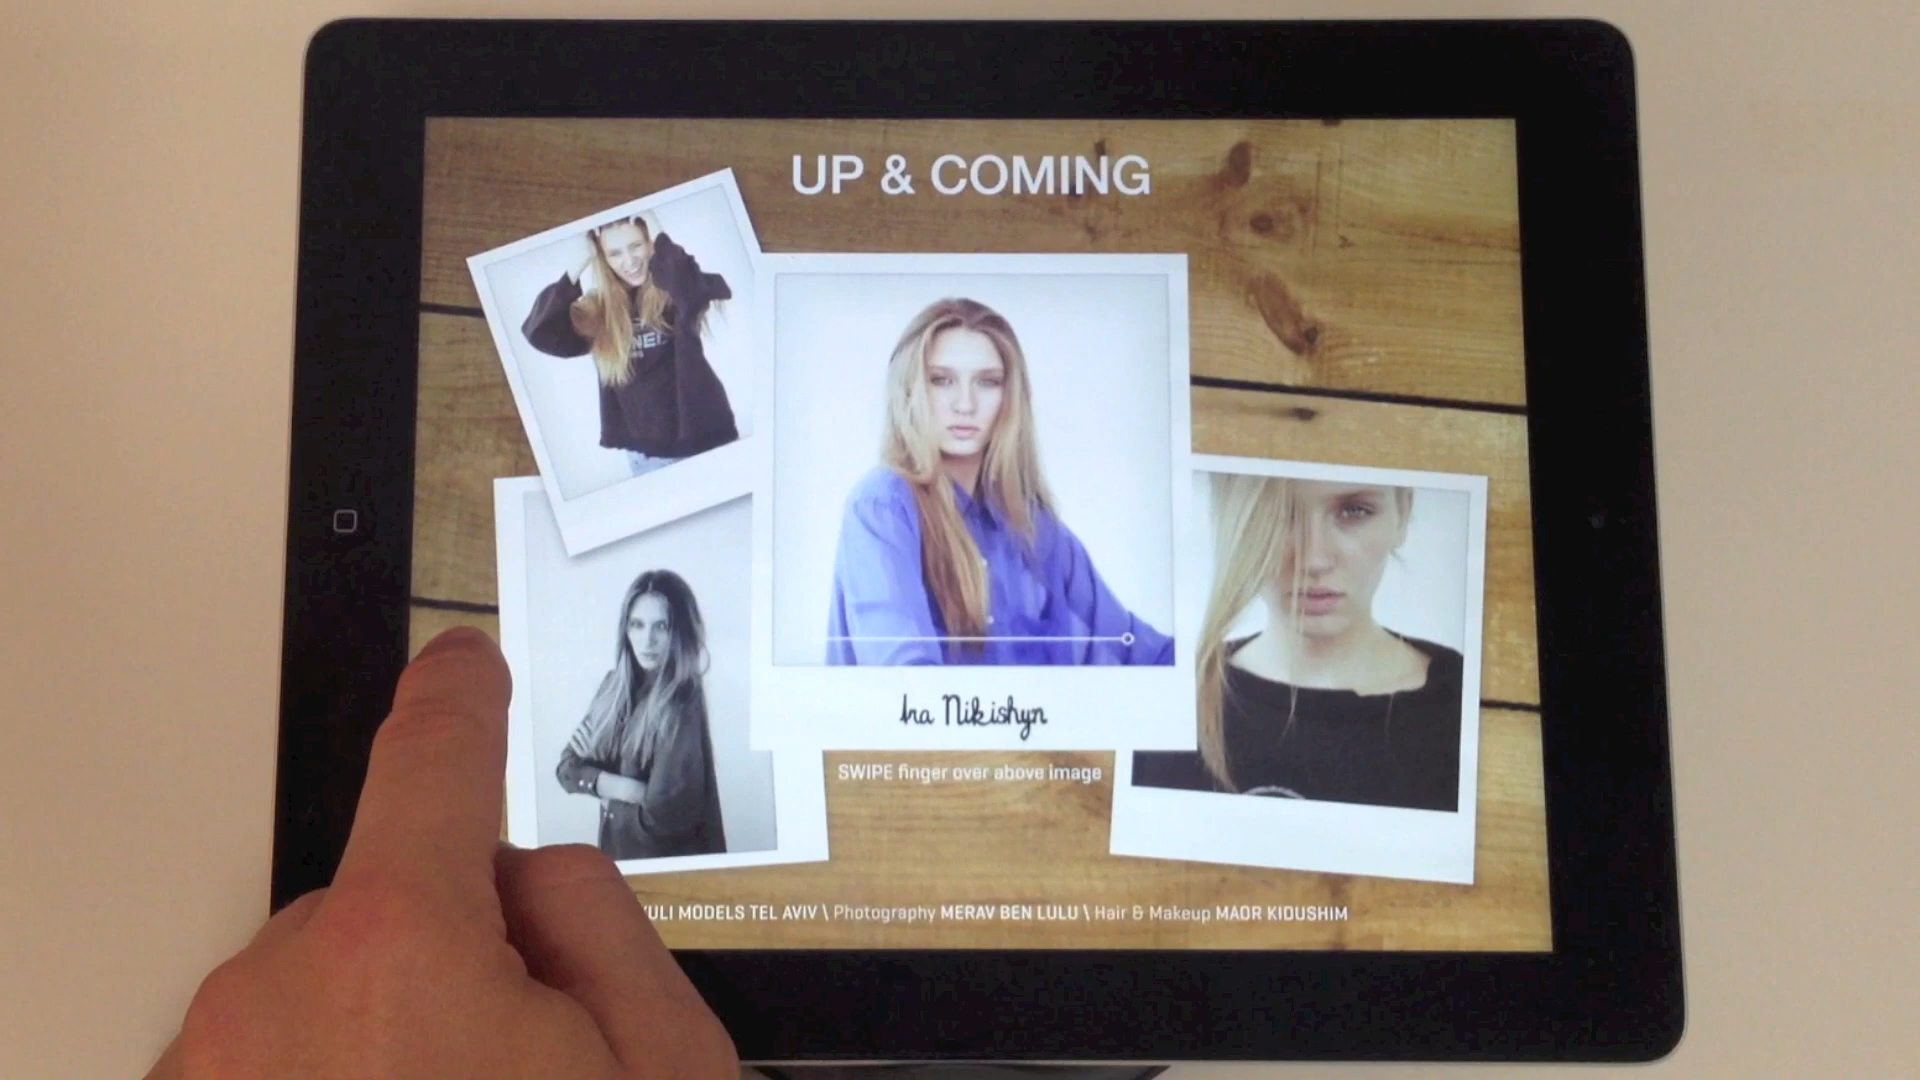 UP & COMING
Ira Nikishyn
SWIPE finger over above image
MODELS TEL AVIV \ Photography MERAV BEN LULU \ Hair & Makeup MAOR KIDUSHIM